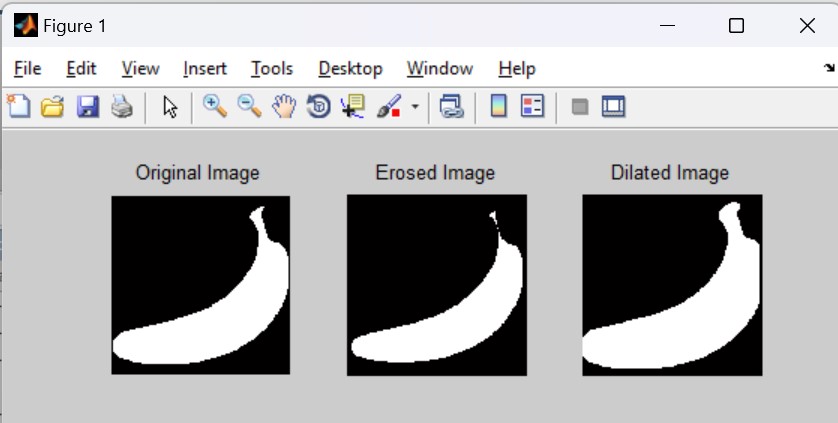 Figure 1
File Edit View Insert Tools Desktop Window Help
Original Image Erosed Image Dilated Image